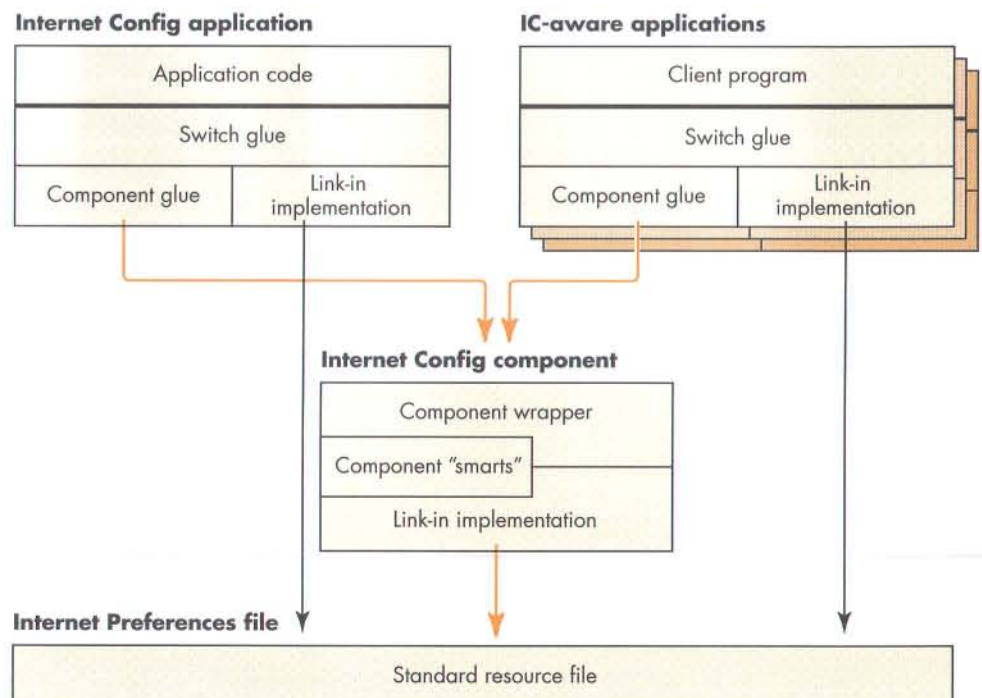 Internet Config application
Application code
Switch glue
Component glue
Link-in
implementation
IC-aware applications
Client program
Switch glue
Component glue
Link-in
implementation
Internet Config component
Component wrapper
Component "smarts"
Link-in implementation
Internet Preferences file
Standard resource file